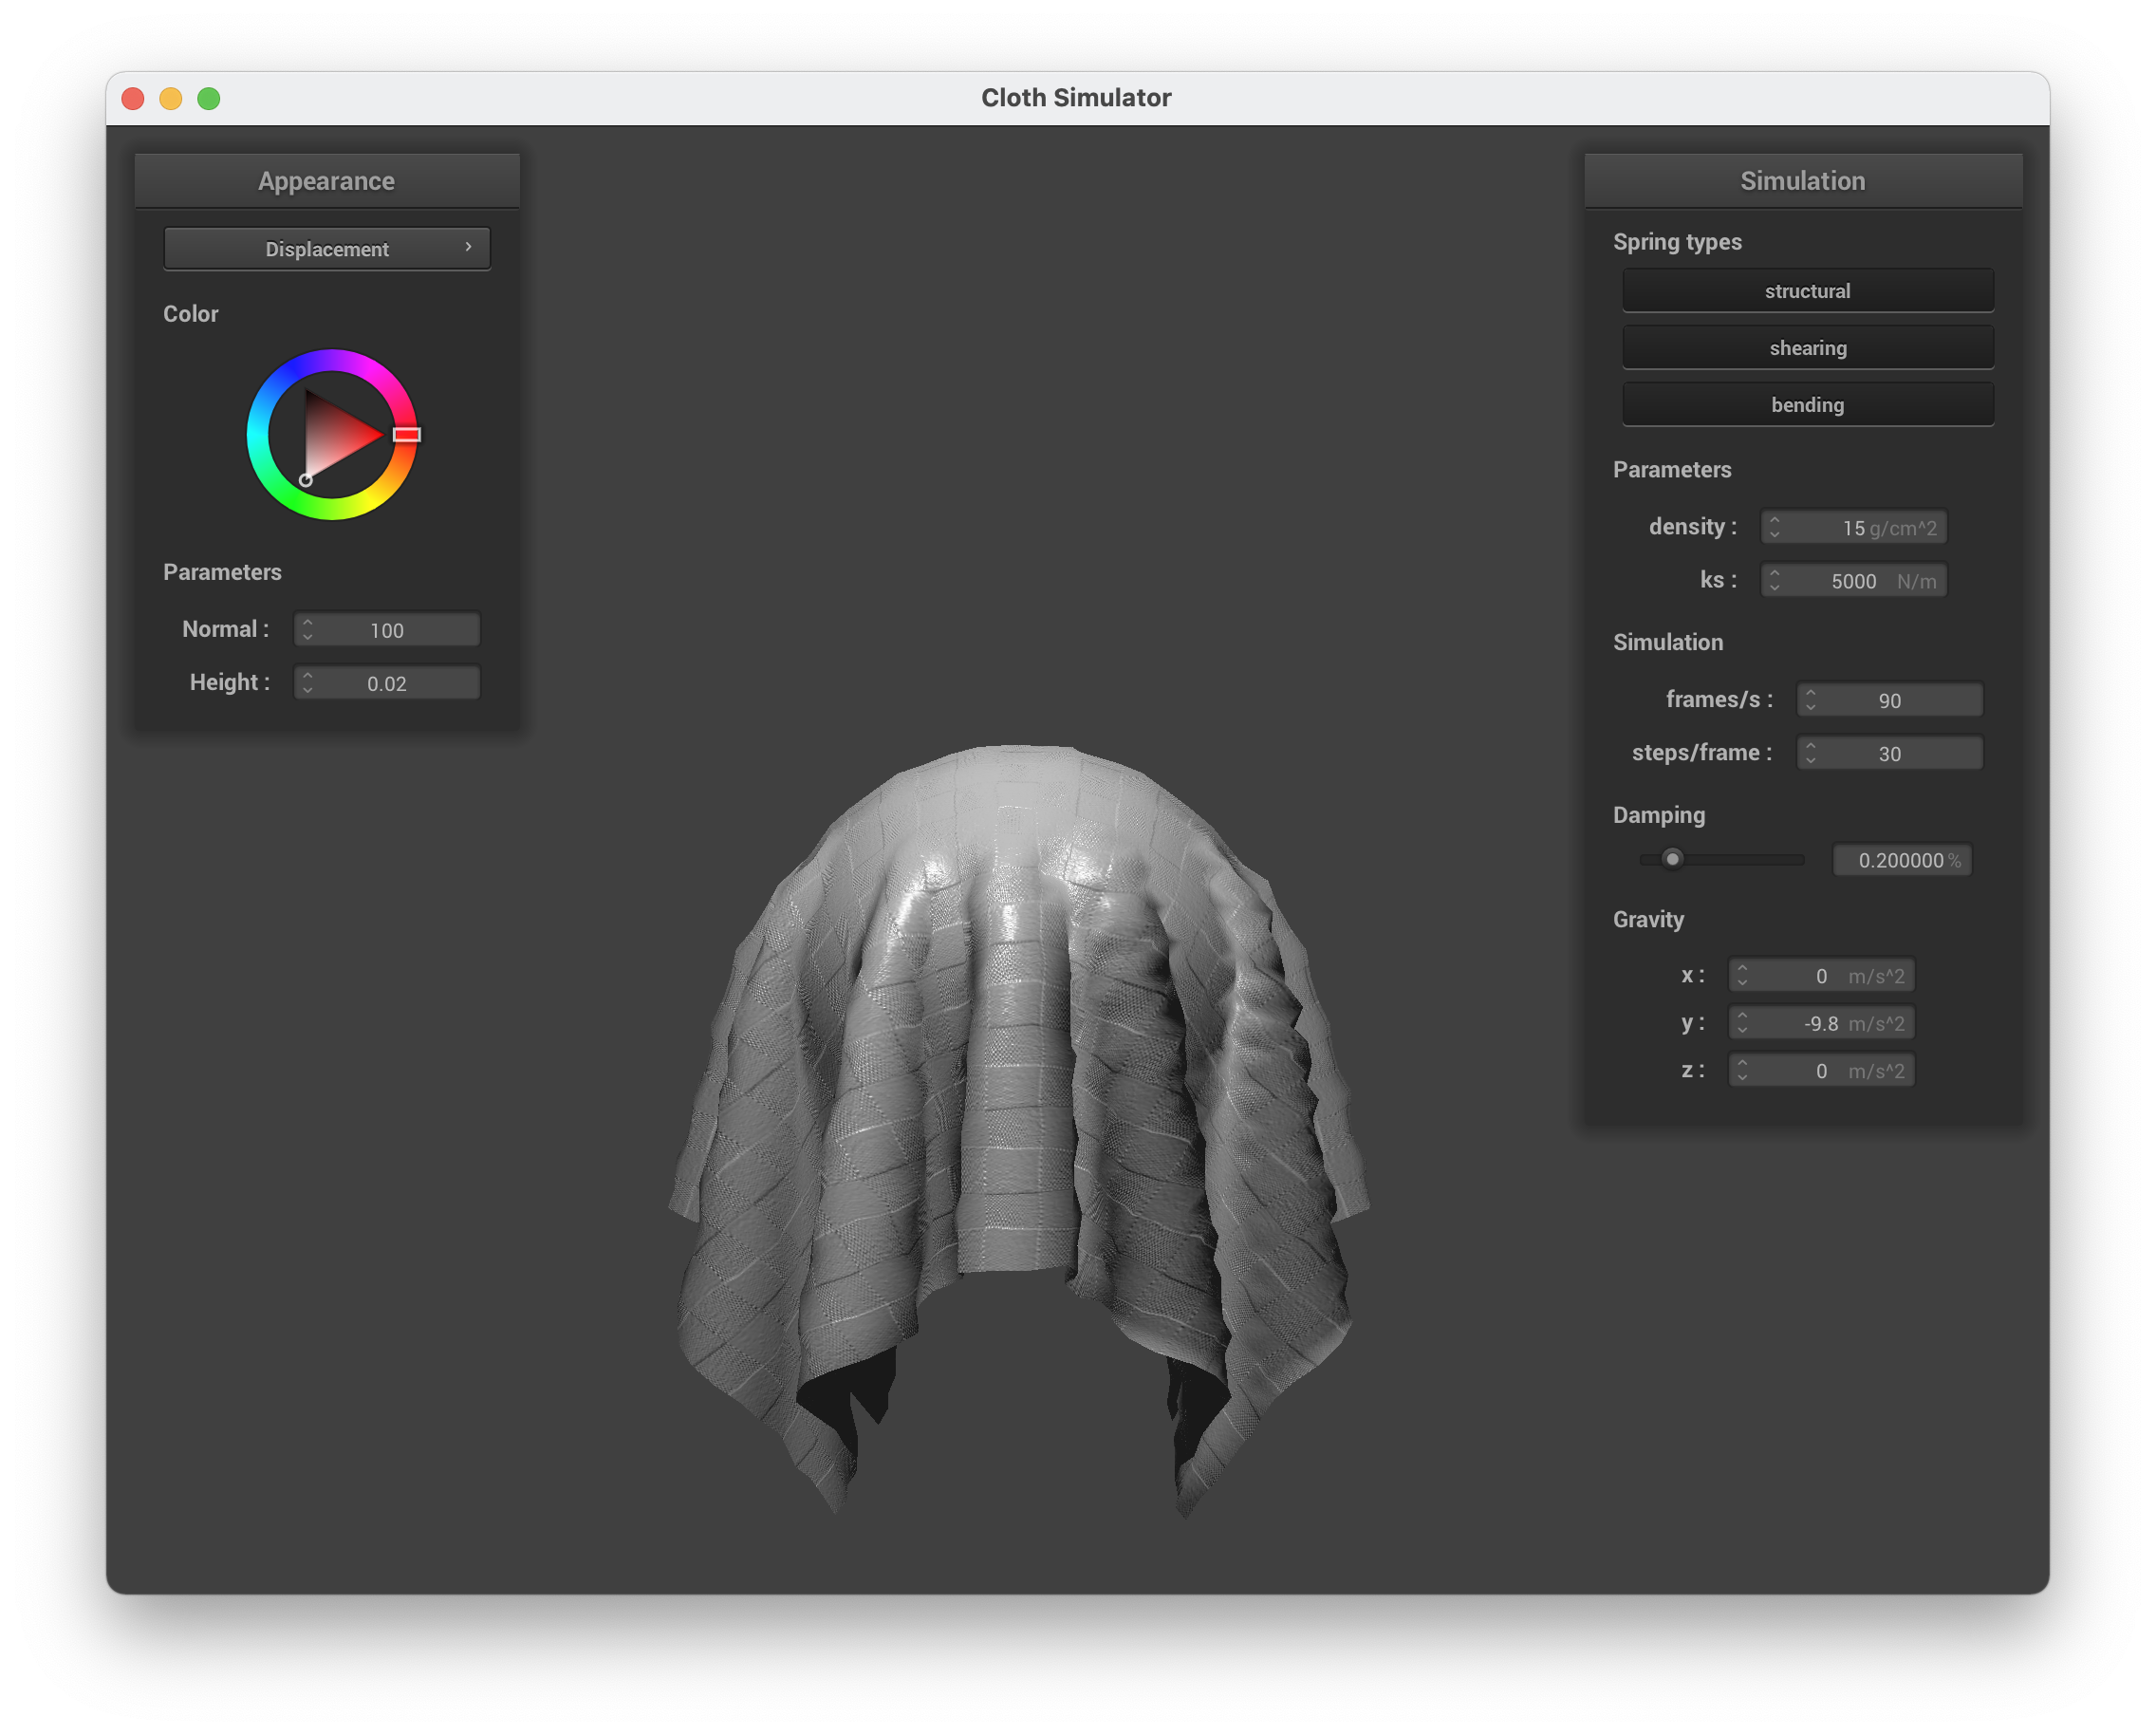 Cloth Simulator
Appearance
Displacement
Color
Parameters
Normal : 100
Height : 0.02
Simulation
Spring types
structural
shearing
bending
Parameters
density : 15 g/cm^2
ks : 5000 N/m
Simulation
frames/s : 90
steps/frame : 30
Damping
0.200000 %
Gravity
x : 0 m/s^2
y : -9.8 m/s^2
z : 0 m/s^2